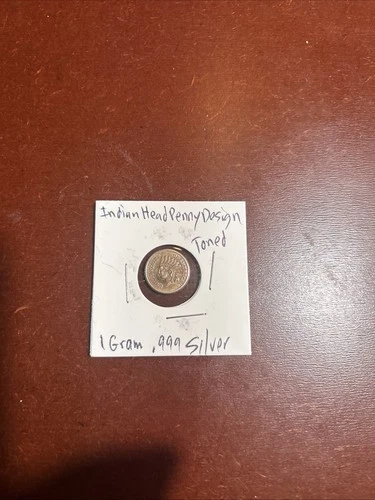 Indian Head Penny Design
Toned
1 Gram .999 Silver